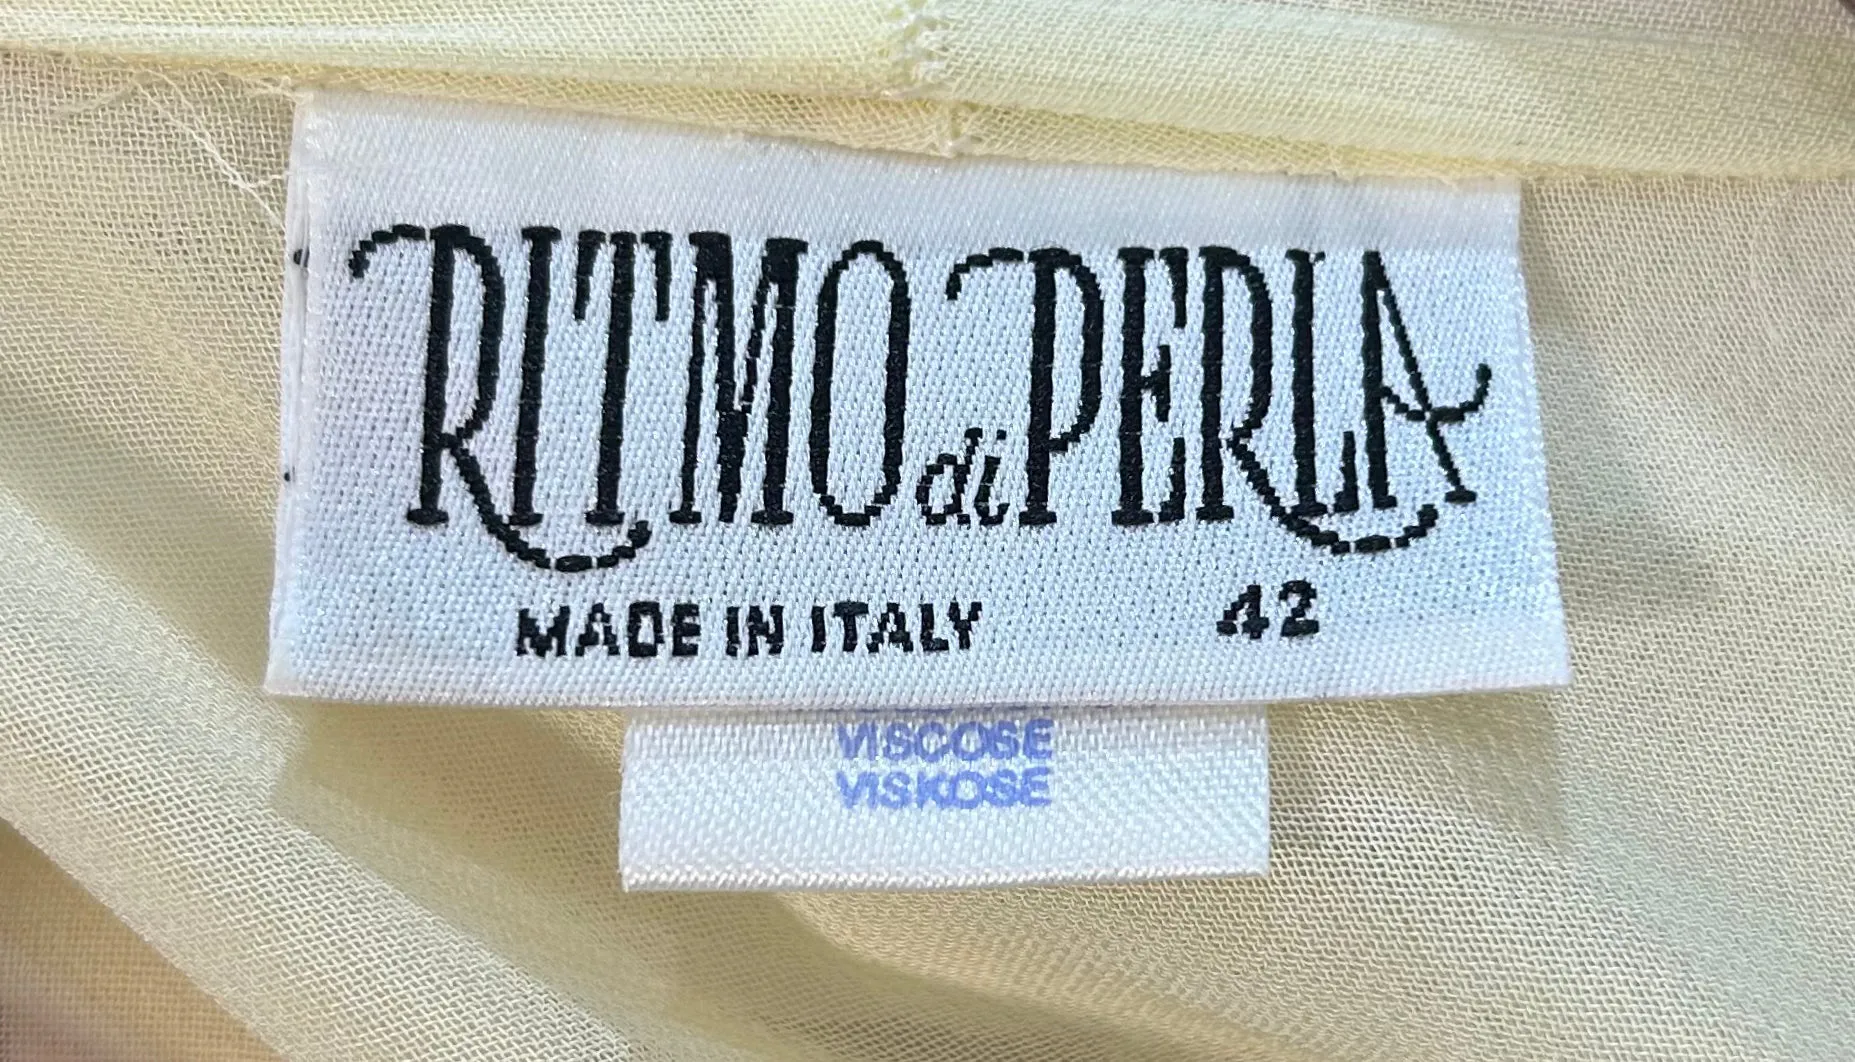 RITMO di PERLA
MADE IN ITALY 42
VISCOSE
VISKOSE